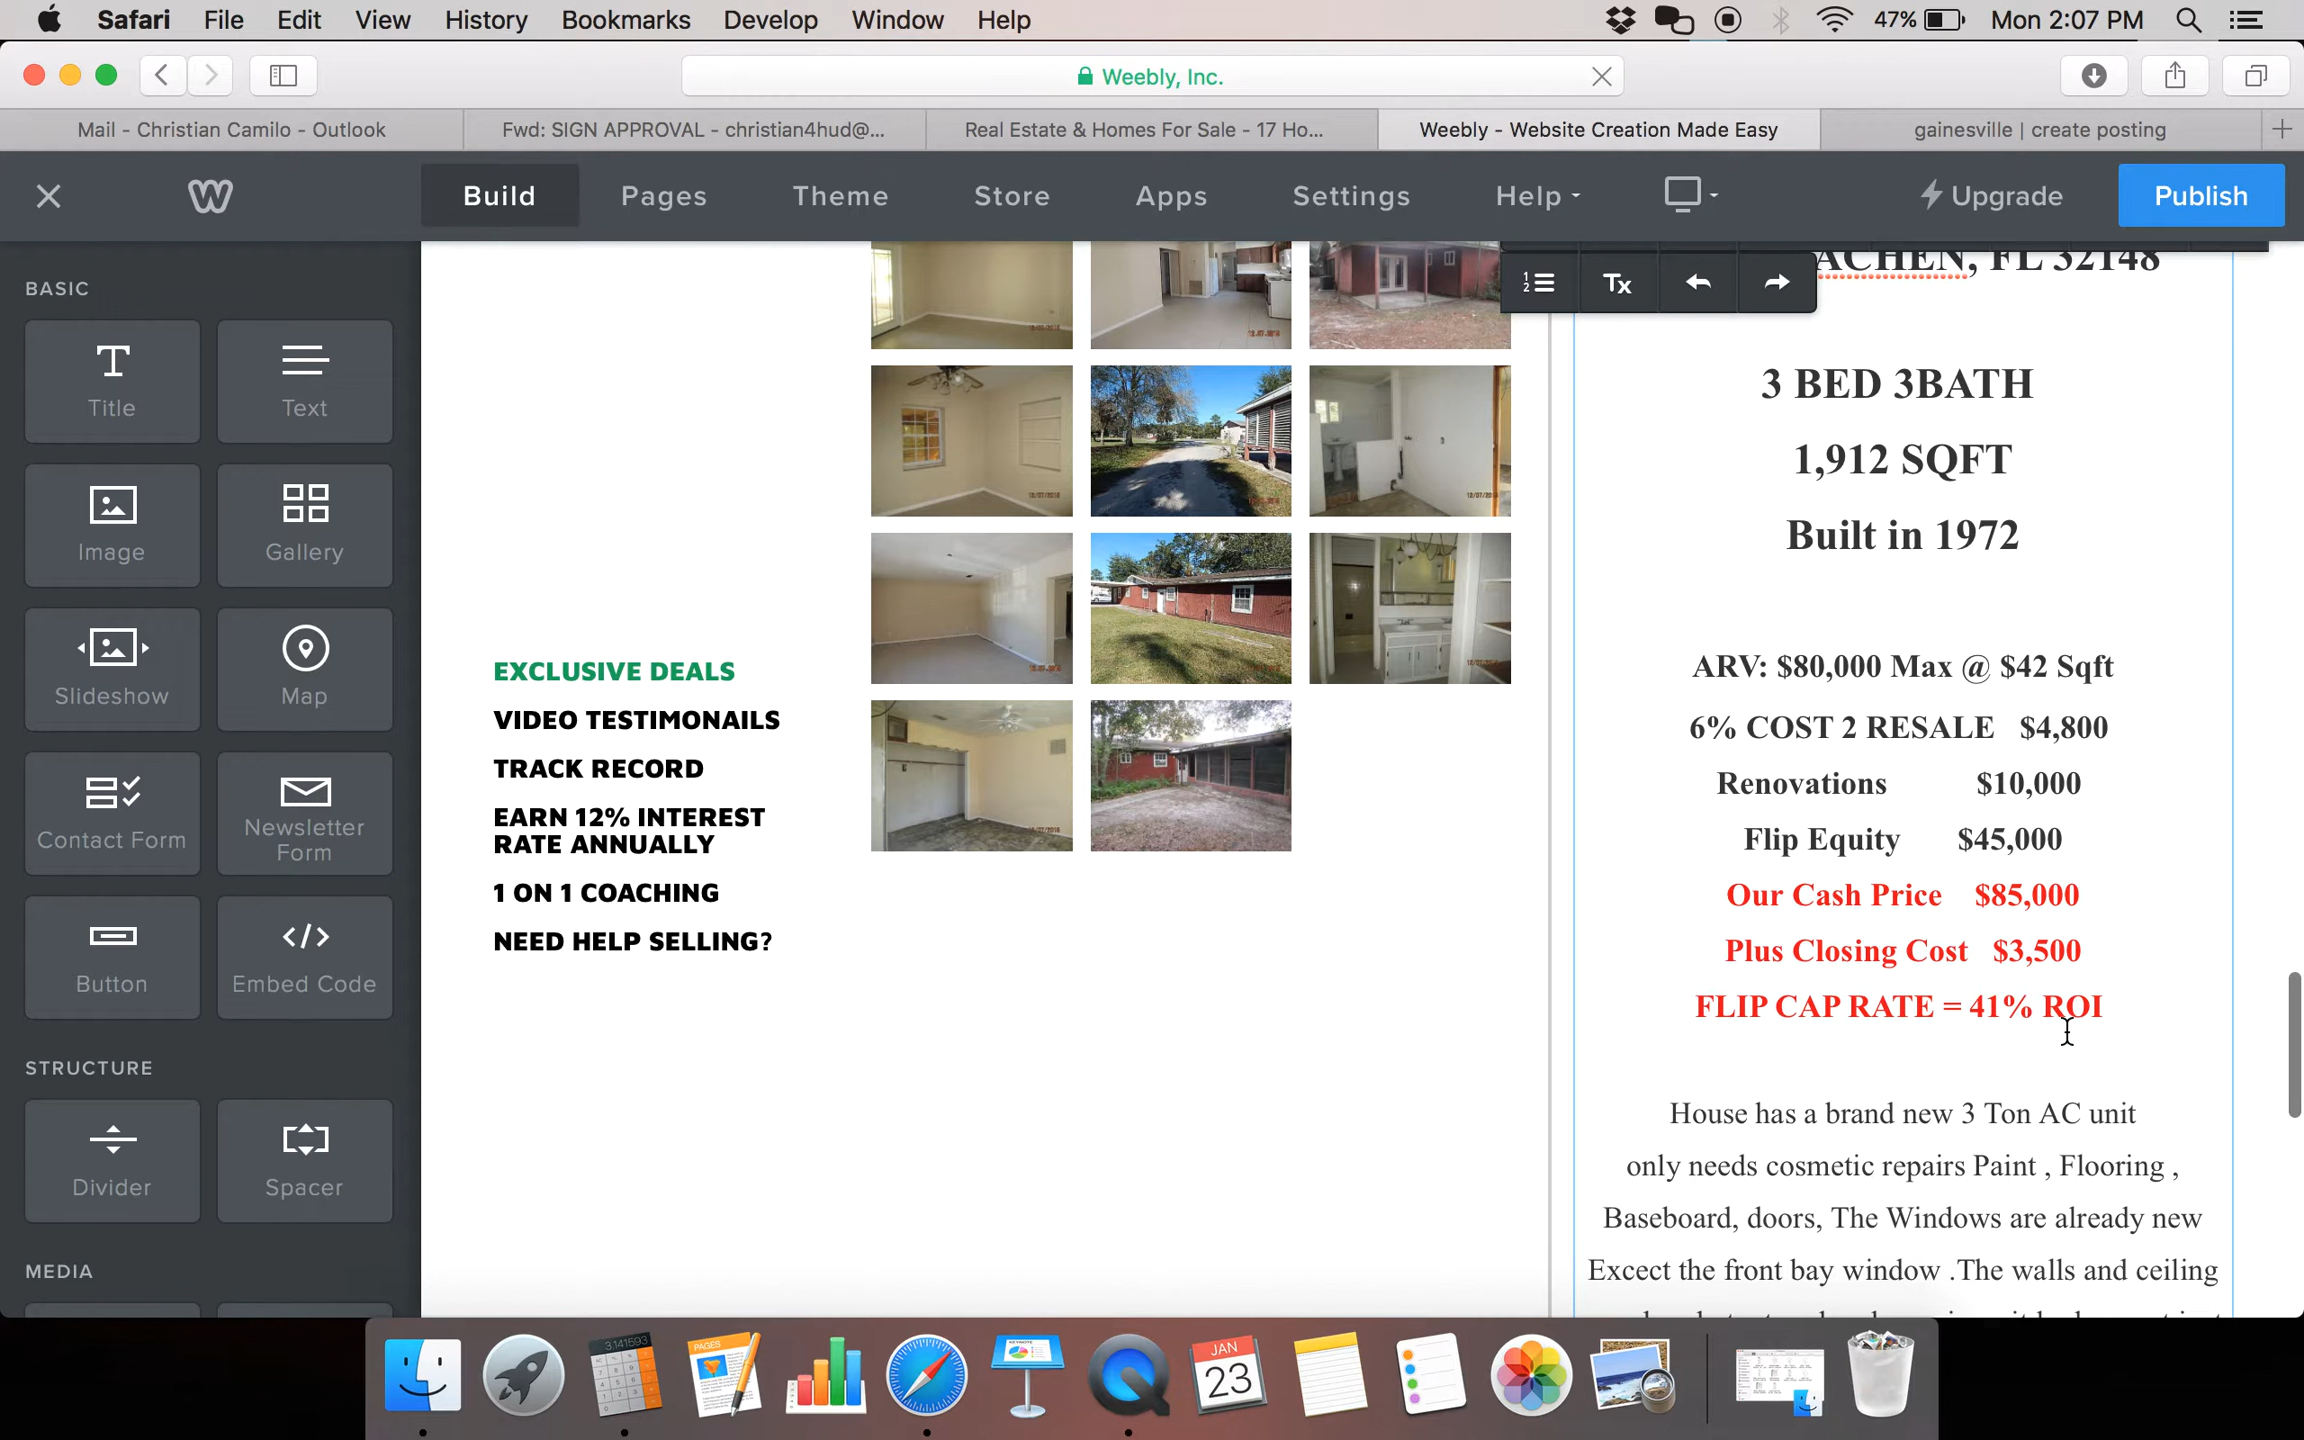 Safari File Edit View History Bookmarks Develop Window Help 47% Mon 2:07 PM
Weebly, Inc.
Mail - Christian Camilo - Outlook
Fwd: SIGN APPROVAL - christian4hud@...
Real Estate & Homes For Sale - 17 Ho...
Weebly - Website Creation Made Easy
gainesville | create posting
Build Pages Theme Store Apps Settings Help Upgrade Publish
BASIC
Title
Text
Image
Gallery
Slideshow
Map
Contact Form
Newsletter
Form
Button
Embed Code
STRUCTURE
Divider
Spacer
MEDIA
EXCLUSIVE DEALS
VIDEO TESTIMONAILS
TRACK RECORD
EARN 12% INTEREST
RATE ANNUALLY
1 ON 1 COACHING
NEED HELP SELLING?
ACHEN, FL 32148
3 BED 3BATH
1,912 SQFT
Built in 1972
ARV: $80,000 Max @ $42 Sqft
6% COST 2 RESALE $4,800
Renovations $10,000
Flip Equity $45,000
Our Cash Price $85,000
Plus Closing Cost $3,500
FLIP CAP RATE = 41% ROI
House has a brand new 3 Ton AC unit
only needs cosmetic repairs Paint , Flooring ,
Baseboard, doors, The Windows are already new
Excect the front bay window .The walls and ceiling
3.141593
PAGES
KEYNOTE
JAN
23